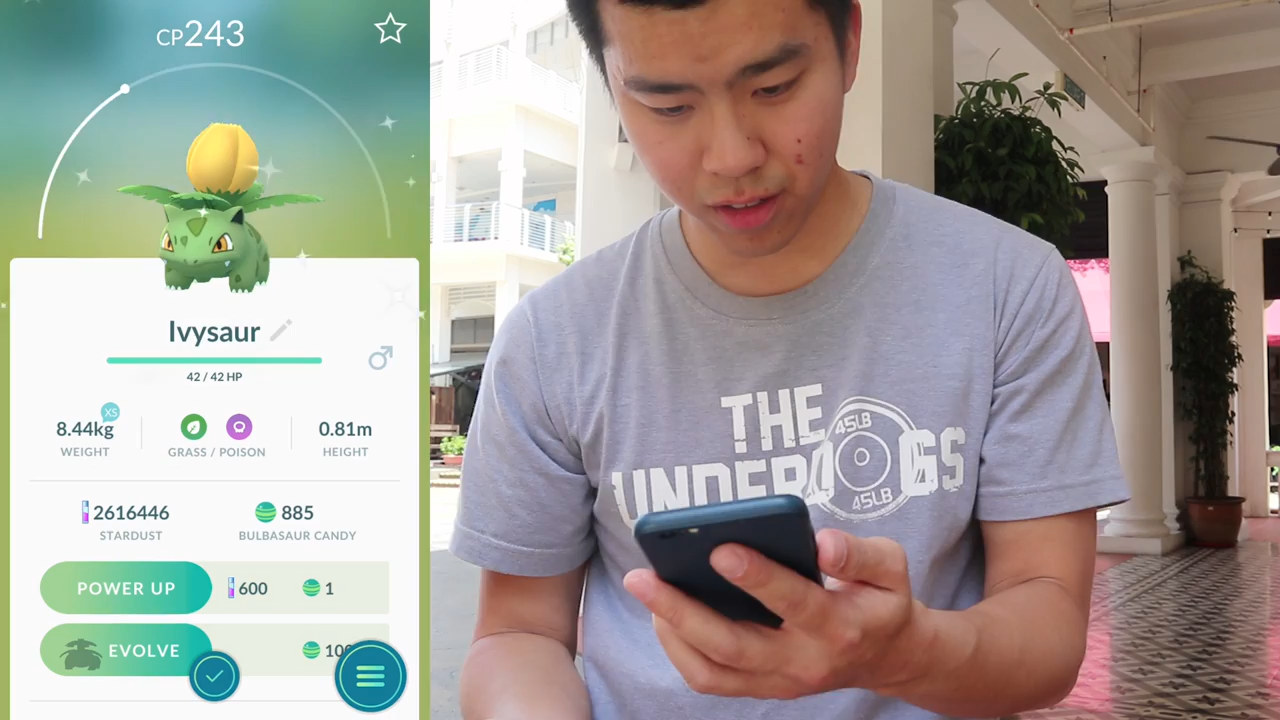 CP243
Ivysaur
42 / 42 HP
XS
8.44kg
WEIGHT
GRASS / POISON
0.81m
HEIGHT
2616446
STARDUST
885
BULBASAUR CANDY
POWER UP
600
1
EVOLVE
THE
UNDERDOGS
45LB
45LB